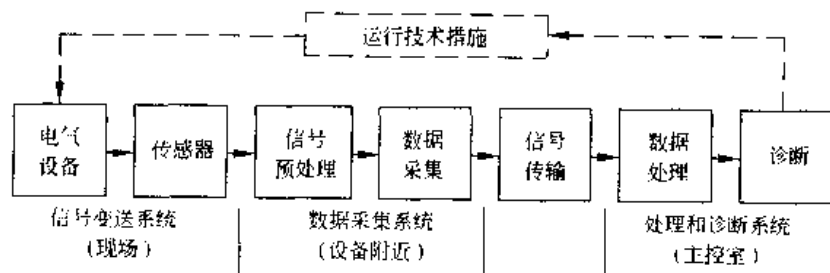 运行技术措施
电气
设备
传感器
信号
预处理
数据
采集
信号
传输
数据
处理
诊断
信号变送系统
(现场)
数据采集系统
(设备附近)
处理和诊断系统
(主控室)